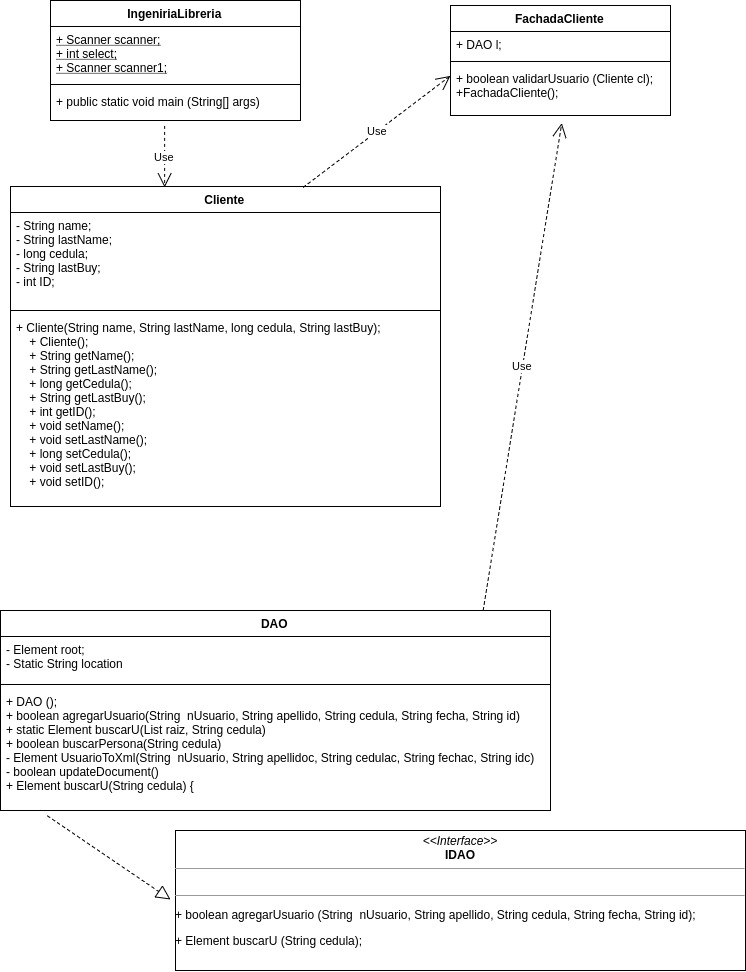 IngeniriaLibreria
+ Scanner scanner;
+ int select;
+ Scanner scanner1;
+ public static void main (String[] args)
FachadaCliente
+ DAO l;
+ boolean validarUsuario (Cliente cl);
+FachadaCliente();
Use
Use
Cliente
- String name;
- String lastName;
- long cedula;
- String lastBuy;
- int ID;
+ Cliente(String name, String lastName, long cedula, String lastBuy);
+ Cliente();
+ String getName();
+ String getLastName();
+ long getCedula();
+ String getLastBuy();
+ int getID();
+ void setName();
+ void setLastName();
+ long setCedula();
+ void setLastBuy();
+ void setID();
Use
DAO
- Element root;
- Static String location
+ DAO ();
+ boolean agregarUsuario(String  nUsuario, String apellido, String cedula, String fecha, String id)
+ static Element buscarU(List raiz, String cedula)
+ boolean buscarPersona(String cedula)
- Element UsuarioToXml(String  nUsuario, String apellidoc, String cedulac, String fechac, String idc)
- boolean updateDocument()
+ Element buscarU(String cedula) {
<<Interface>>
IDAO
+ boolean agregarUsuario (String  nUsuario, String apellido, String cedula, String fecha, String id);
+ Element buscarU (String cedula);